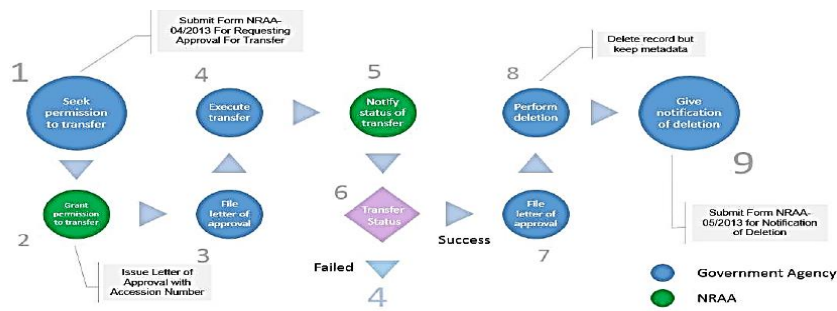 Submit Form NRAA-
04/2013 For Requesting
Approval For Transfer
1
Seek
permission
to transfer
2
Grant
permission
to transfer
Issue Letter of
Approval with
Accession Number
3
File
letter of
approval
4
Execute
transfer
5
Notify
status of
transfer
6
Transfer
Status
Failed
4
Success
7
File
letter of
approval
8
Perform
deletion
Delete record but
keep metadata
Give
notification
of deletion
9
Submit Form NRAA-
05/2013 for Notification
of Deletion
Government Agency
NRAA